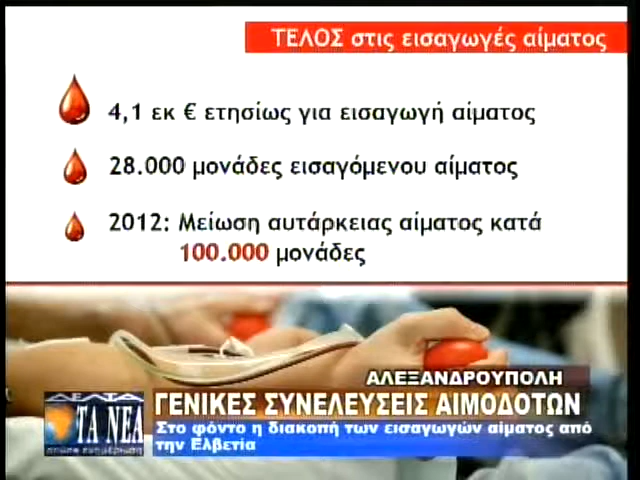 ΤΕΛΟΣ στις εισαγωγές αίματος
4,1 εκ € ετησίως για εισαγωγή αίματος
28.000 μονάδες εισαγόμενου αίματος
2012: Μείωση αυτάρκειας αίματος κατά
100.000 μονάδες
ΑΛΕΞΑΝΔΡΟΥΠΟΛΗ
ΔΕΛΤΑ
ΤΑ ΝΕΑ
ΓΕΝΙΚΕΣ ΣΥΝΕΛΕΥΣΕΙΣ ΑΙΜΟΔΟΤΩΝ
Στο φόντο η διακοπή των εισαγωγών αίματος από
την Ελβετία